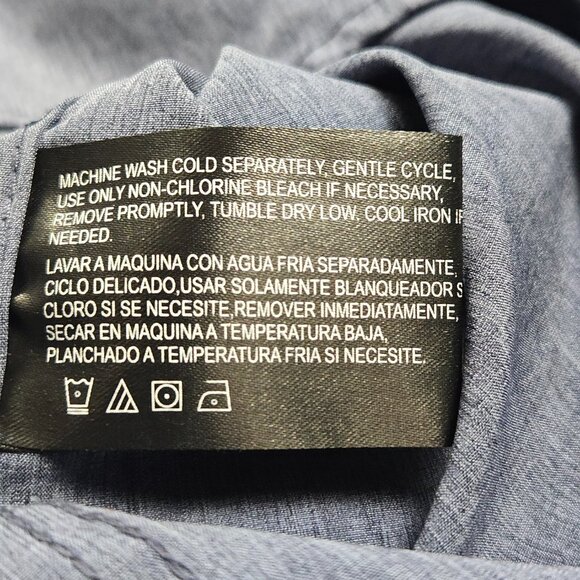 MACHINE WASH COLD SEPARATELY, GENTLE CYCLE,
USE ONLY NON-CHLORINE BLEACH IF NECESSARY,
REMOVE PROMPTLY, TUMBLE DRY LOW. COOL IRON IF
NEEDED.
LAVAR A MAQUINA CON AGUA FRIA SEPARADAMENTE,
CICLO DELICADO,USAR SOLAMENTE BLANQUEADOR S
CLORO SI SE NECESITE,REMOVER INMEDIATAMENTE,
SECAR EN MAQUINA A TEMPERATURA BAJA,
PLANCHADO A TEMPERATURA FRIA SI NECESITE.